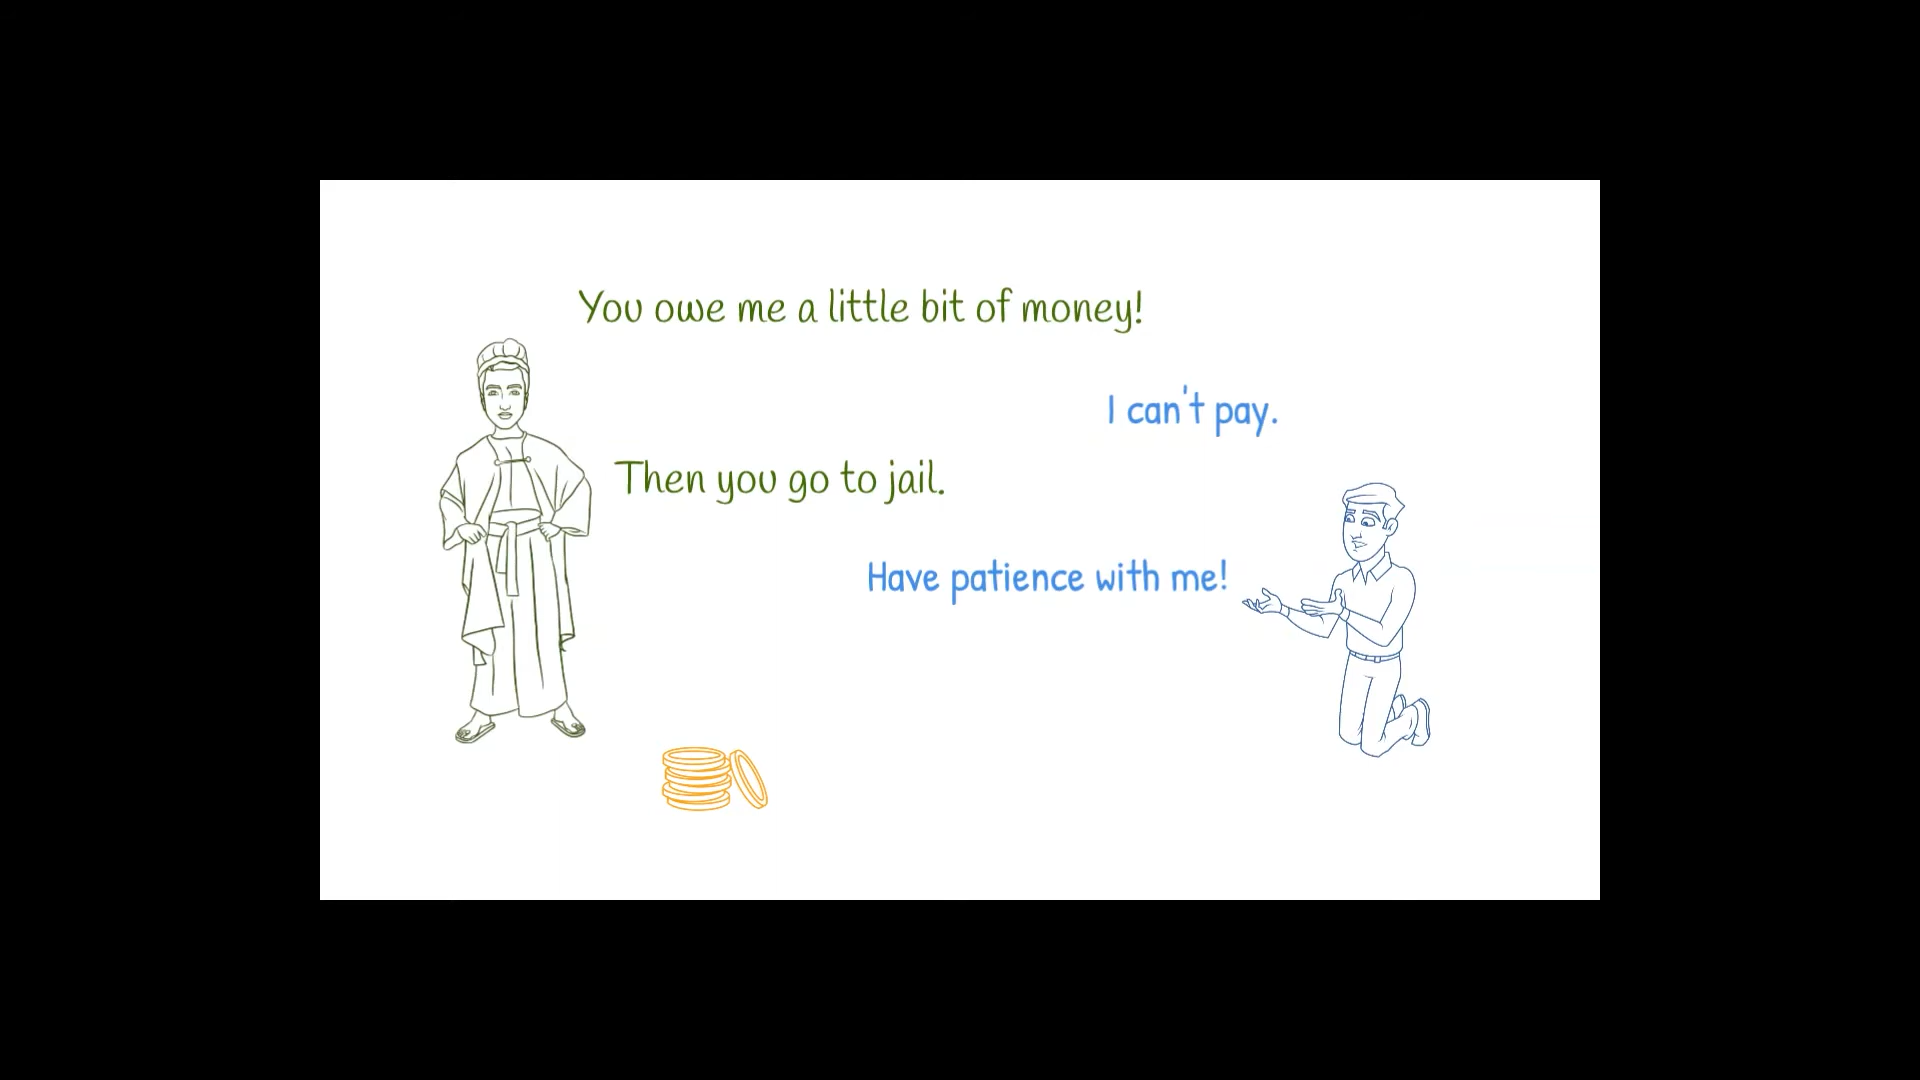 You owe me a little bit of money!
I can't pay.
Then you go to jail.
Have patience with me!